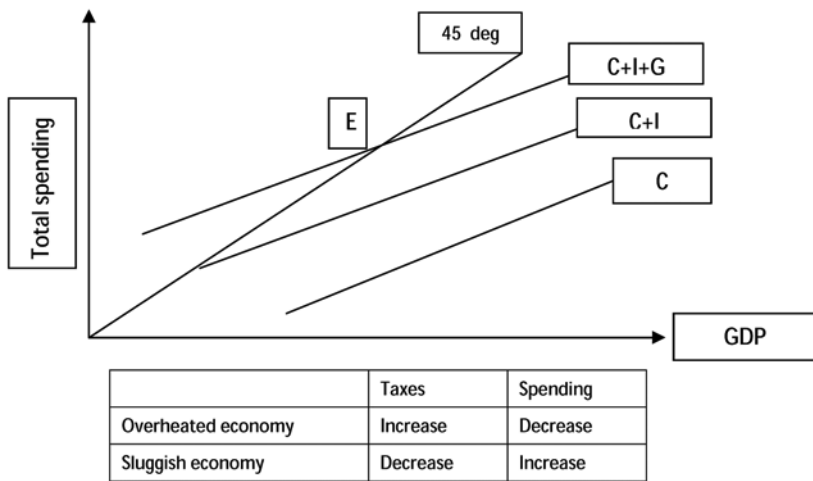 45 deg
C+I+G
E
C+I
C
Total spending
GDP
Taxes Spending
Overheated economy Increase Decrease
Sluggish economy Decrease Increase